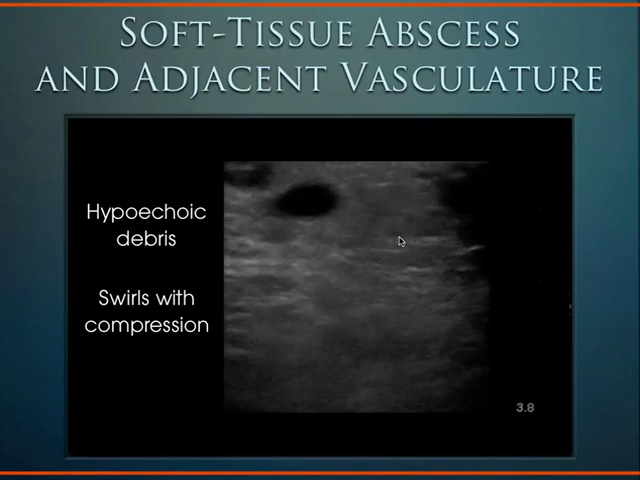 Soft-Tissue Abscess
and Adjacent Vasculature
Hypoechoic
debris
Swirls with
compression
3.8